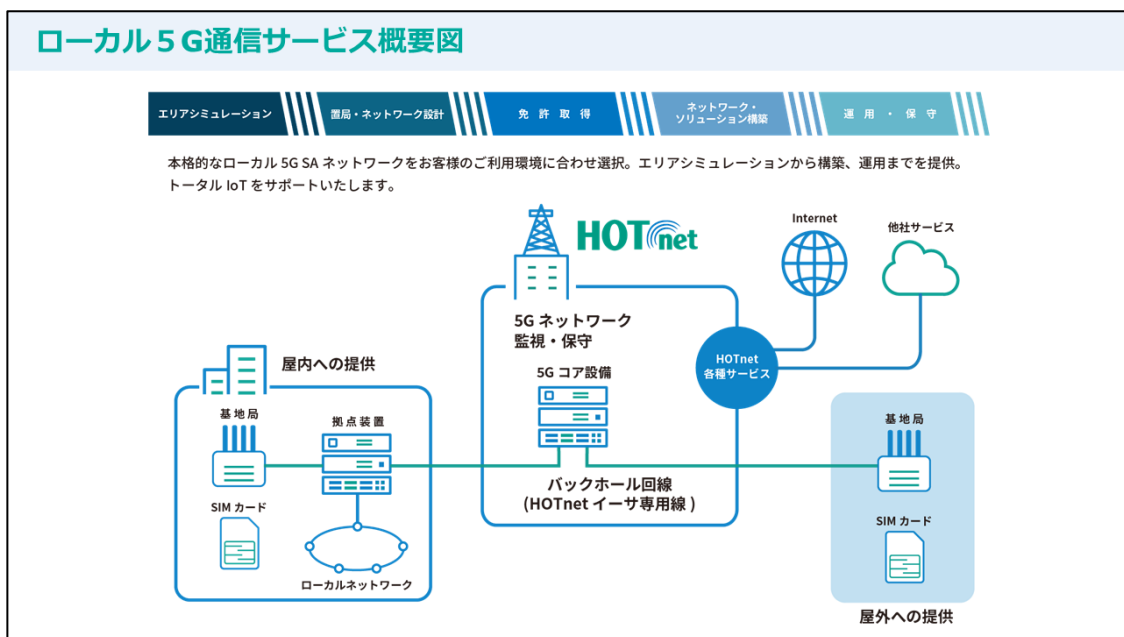 ローカル５G通信サービス概要図
エリアシミュレーション
置局・ネットワーク設計
免許取得
ネットワーク・
ソリューション構築
運用・保守
本格的なローカル 5G SA ネットワークをお客様のご利用環境に合わせ選択。エリアシミュレーションから構築、運用までを提供。
トータル IoT をサポートいたします。
HOTnet
Internet
他社サービス
5G ネットワーク
監視・保守
HOTnet
各種サービス
屋内への提供
5G コア設備
基地局
拠点装置
基地局
バックホール回線
(HOTnet イーサ専用線 )
SIM カード
SIM カード
ローカルネットワーク
屋外への提供